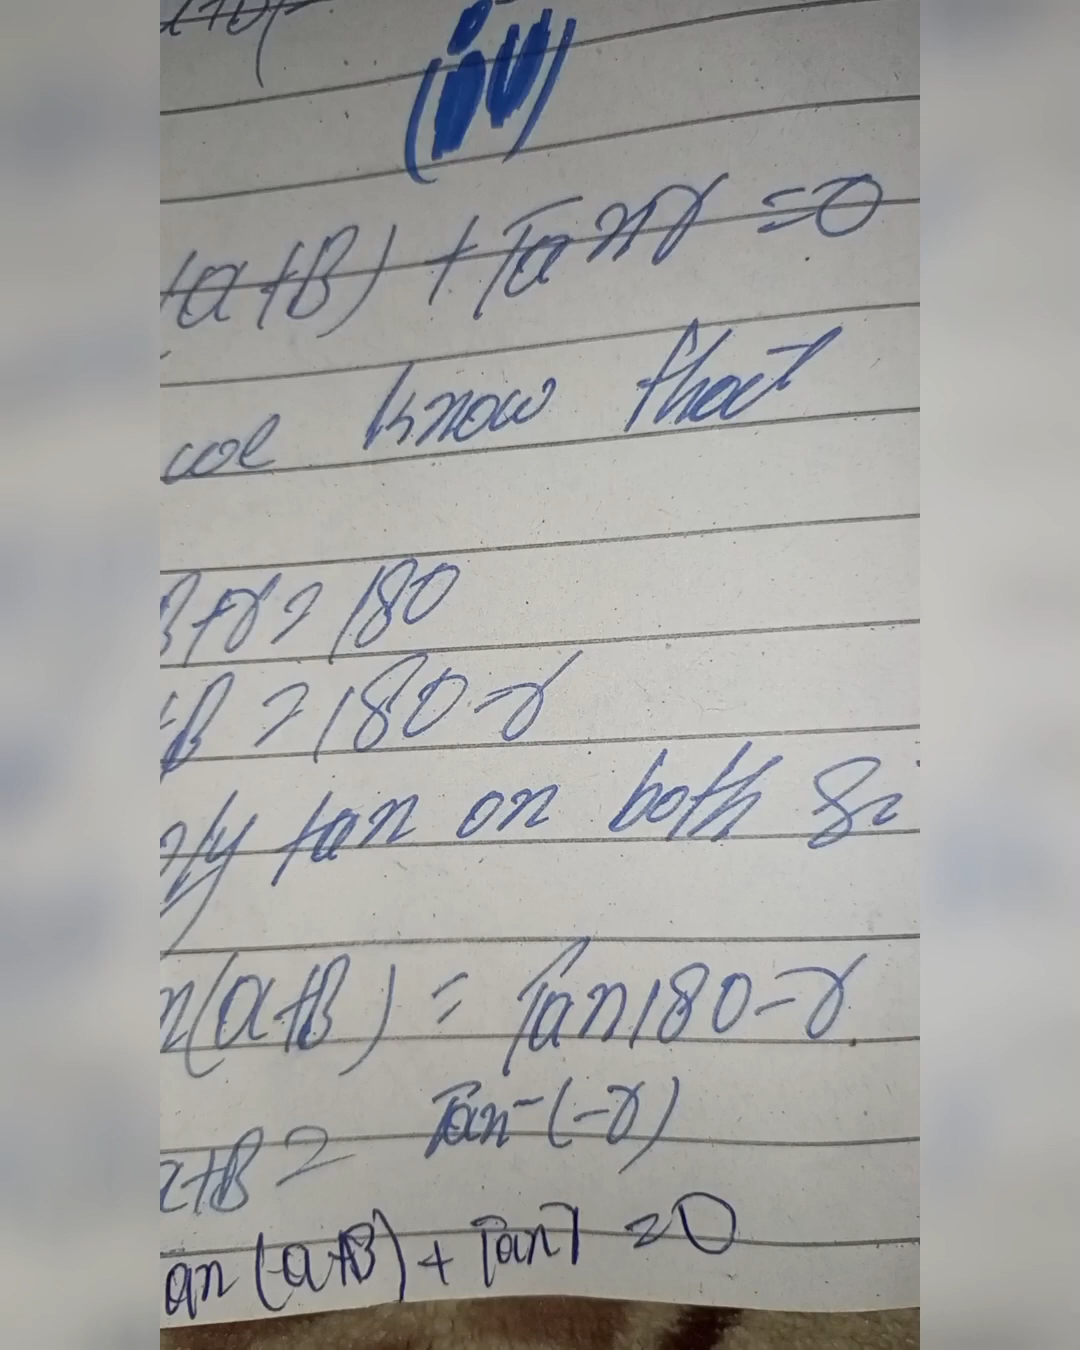 (iv)
(α+β) + Tanγ = 0
we know that
β+γ = 180
+β = 180-γ
ly tan on both si
n(α+β) = Tan180-γ.
α+β = Tan-(-γ)
an(α+β) + Tanγ = 0